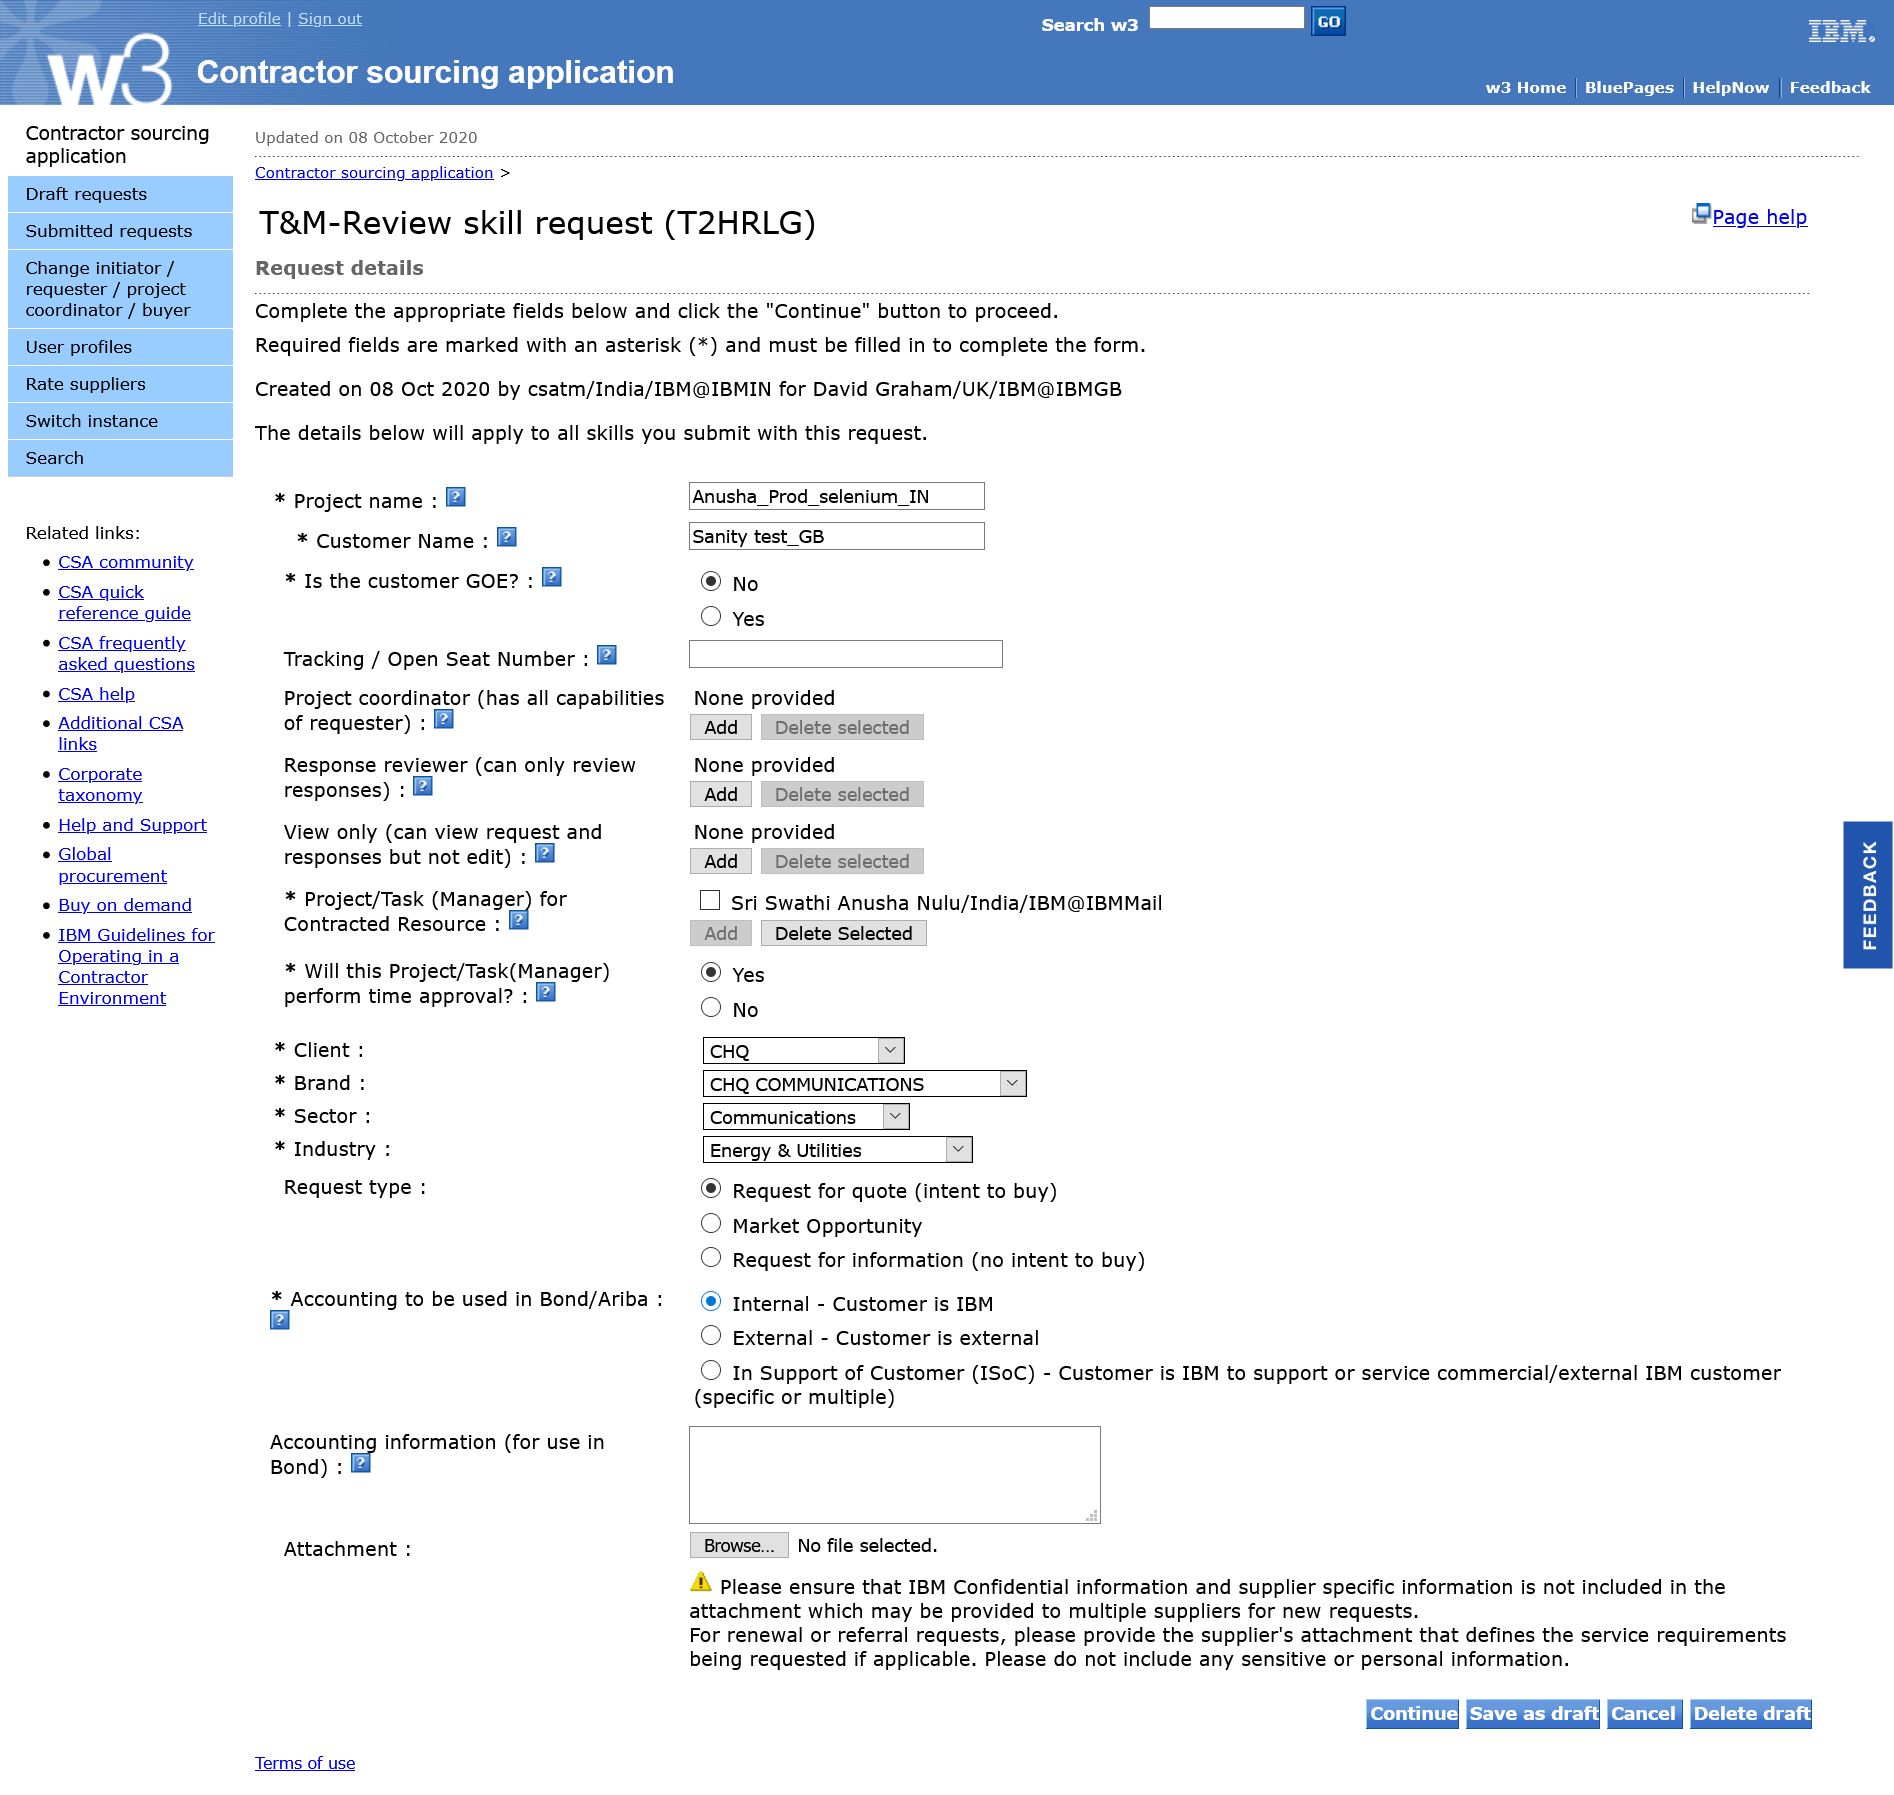 Edit profile | Sign out
Search w3 GO
IBM.
w3 Contractor sourcing application
w3 Home | BluePages | HelpNow | Feedback
Contractor sourcing
application
Draft requests
Submitted requests
Change initiator /
requester / project
coordinator / buyer
User profiles
Rate suppliers
Switch instance
Search
Related links:
• CSA community
• CSA quick
reference guide
• CSA frequently
asked questions
• CSA help
• Additional CSA
links
• Corporate
taxonomy
• Help and Support
• Global
procurement
• Buy on demand
• IBM Guidelines for
Operating in a
Contractor
Environment
Updated on 08 October 2020
Contractor sourcing application >
T&M-Review skill request (T2HRLG)
Page help
Request details
Complete the appropriate fields below and click the "Continue" button to proceed.
Required fields are marked with an asterisk (*) and must be filled in to complete the form.
Created on 08 Oct 2020 by csatm/India/IBM@IBMIN for David Graham/UK/IBM@IBMGB
The details below will apply to all skills you submit with this request.
* Project name : ? Anusha_Prod_selenium_IN
* Customer Name : ? Sanity test_GB
* Is the customer GOE? : ? No
Yes
Tracking / Open Seat Number : ?
Project coordinator (has all capabilities
of requester) : ?
None provided
Add Delete selected
Response reviewer (can only review
responses) : ?
None provided
Add Delete selected
View only (can view request and
responses but not edit) : ?
None provided
Add Delete selected
* Project/Task (Manager) for
Contracted Resource : ?
Sri Swathi Anusha Nulu/India/IBM@IBMMail
Add Delete Selected
* Will this Project/Task(Manager)
perform time approval? : ?
Yes
No
* Client : CHQ
* Brand : CHQ COMMUNICATIONS
* Sector : Communications
* Industry : Energy & Utilities
Request type : Request for quote (intent to buy)
Market Opportunity
Request for information (no intent to buy)
* Accounting to be used in Bond/Ariba :
?
Internal - Customer is IBM
External - Customer is external
In Support of Customer (ISoC) - Customer is IBM to support or service commercial/external IBM customer
(specific or multiple)
Accounting information (for use in
Bond) : ?
Attachment : Browse... No file selected.
Please ensure that IBM Confidential information and supplier specific information is not included in the
attachment which may be provided to multiple suppliers for new requests.
For renewal or referral requests, please provide the supplier's attachment that defines the service requirements
being requested if applicable. Please do not include any sensitive or personal information.
Continue Save as draft Cancel Delete draft
Terms of use
FEEDBACK